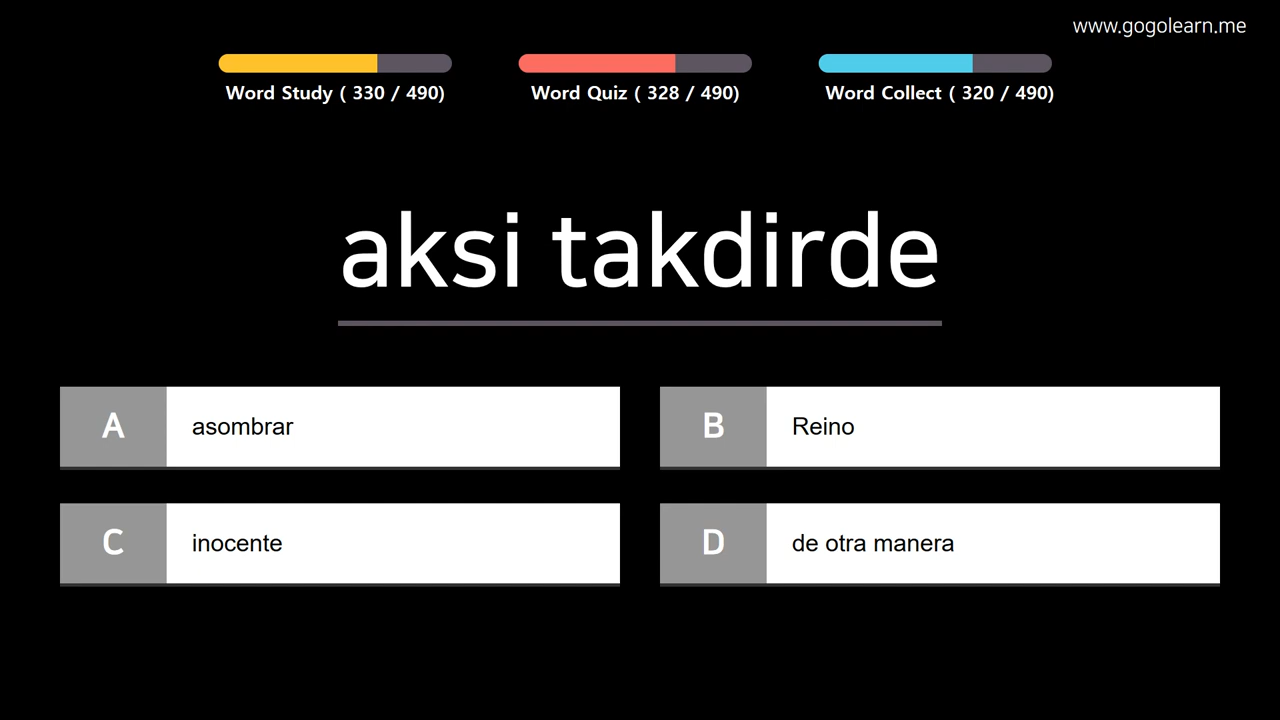 www.gogolearn.me
Word Study ( 330 / 490)
Word Quiz ( 328 / 490)
Word Collect ( 320 / 490)
aksi takdirde
A asombrar
B Reino
C inocente
D de otra manera